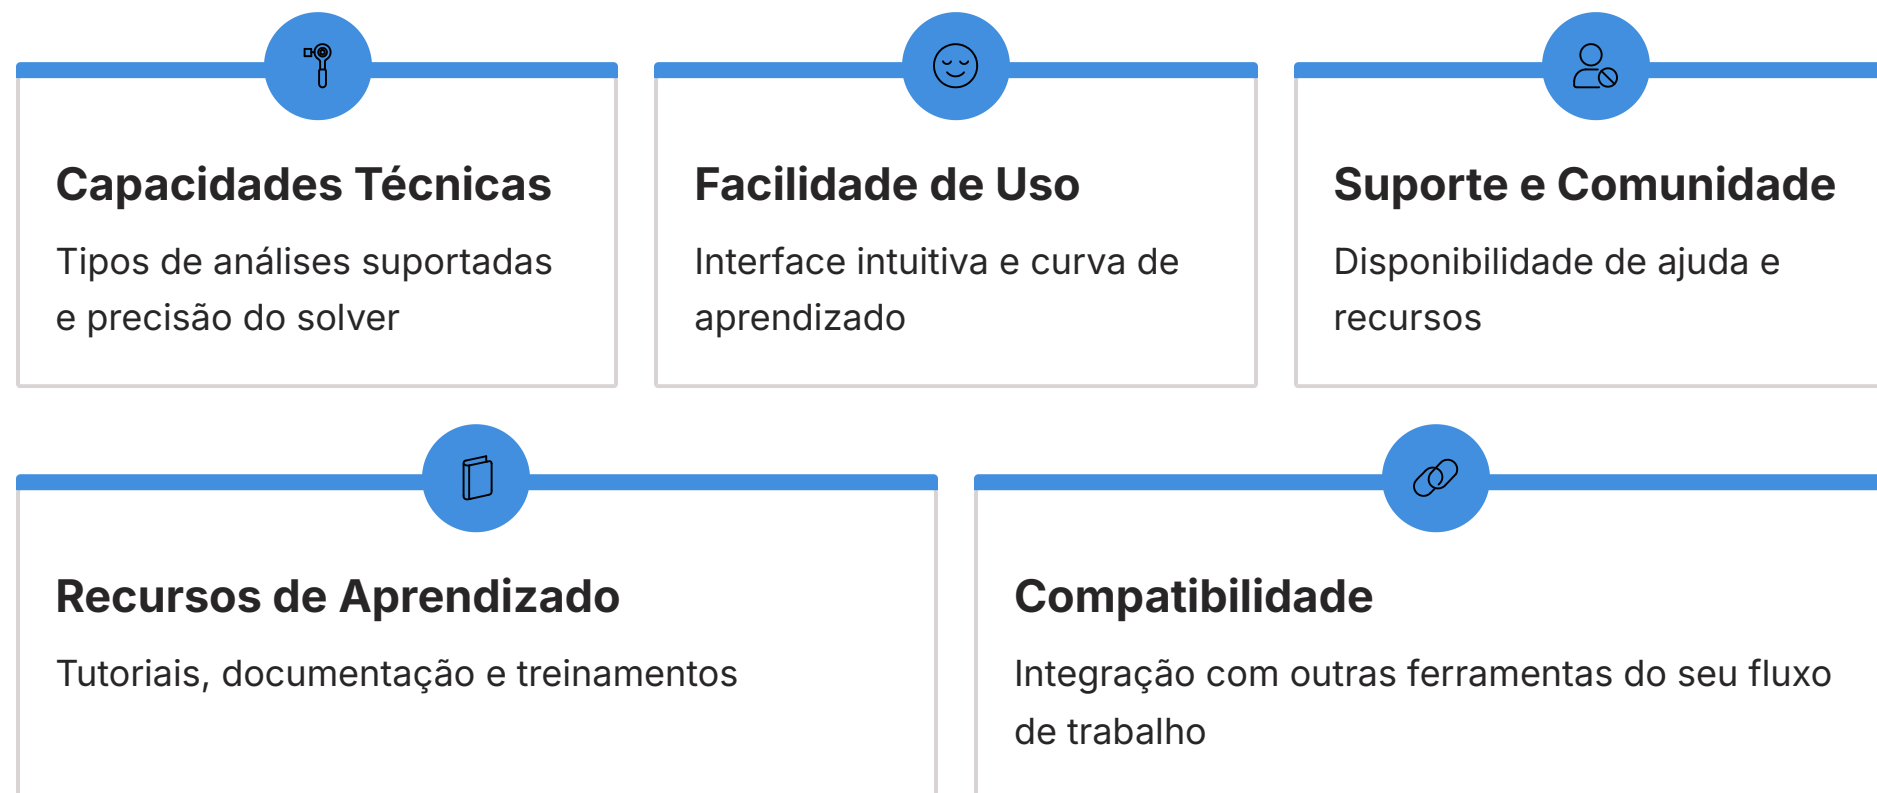 Capacidades Técnicas
Tipos de análises suportadas
e precisão do solver
Facilidade de Uso
Interface intuitiva e curva de
aprendizado
Suporte e Comunidade
Disponibilidade de ajuda e
recursos
Recursos de Aprendizado
Tutoriais, documentação e treinamentos
Compatibilidade
Integração com outras ferramentas do seu fluxo
de trabalho